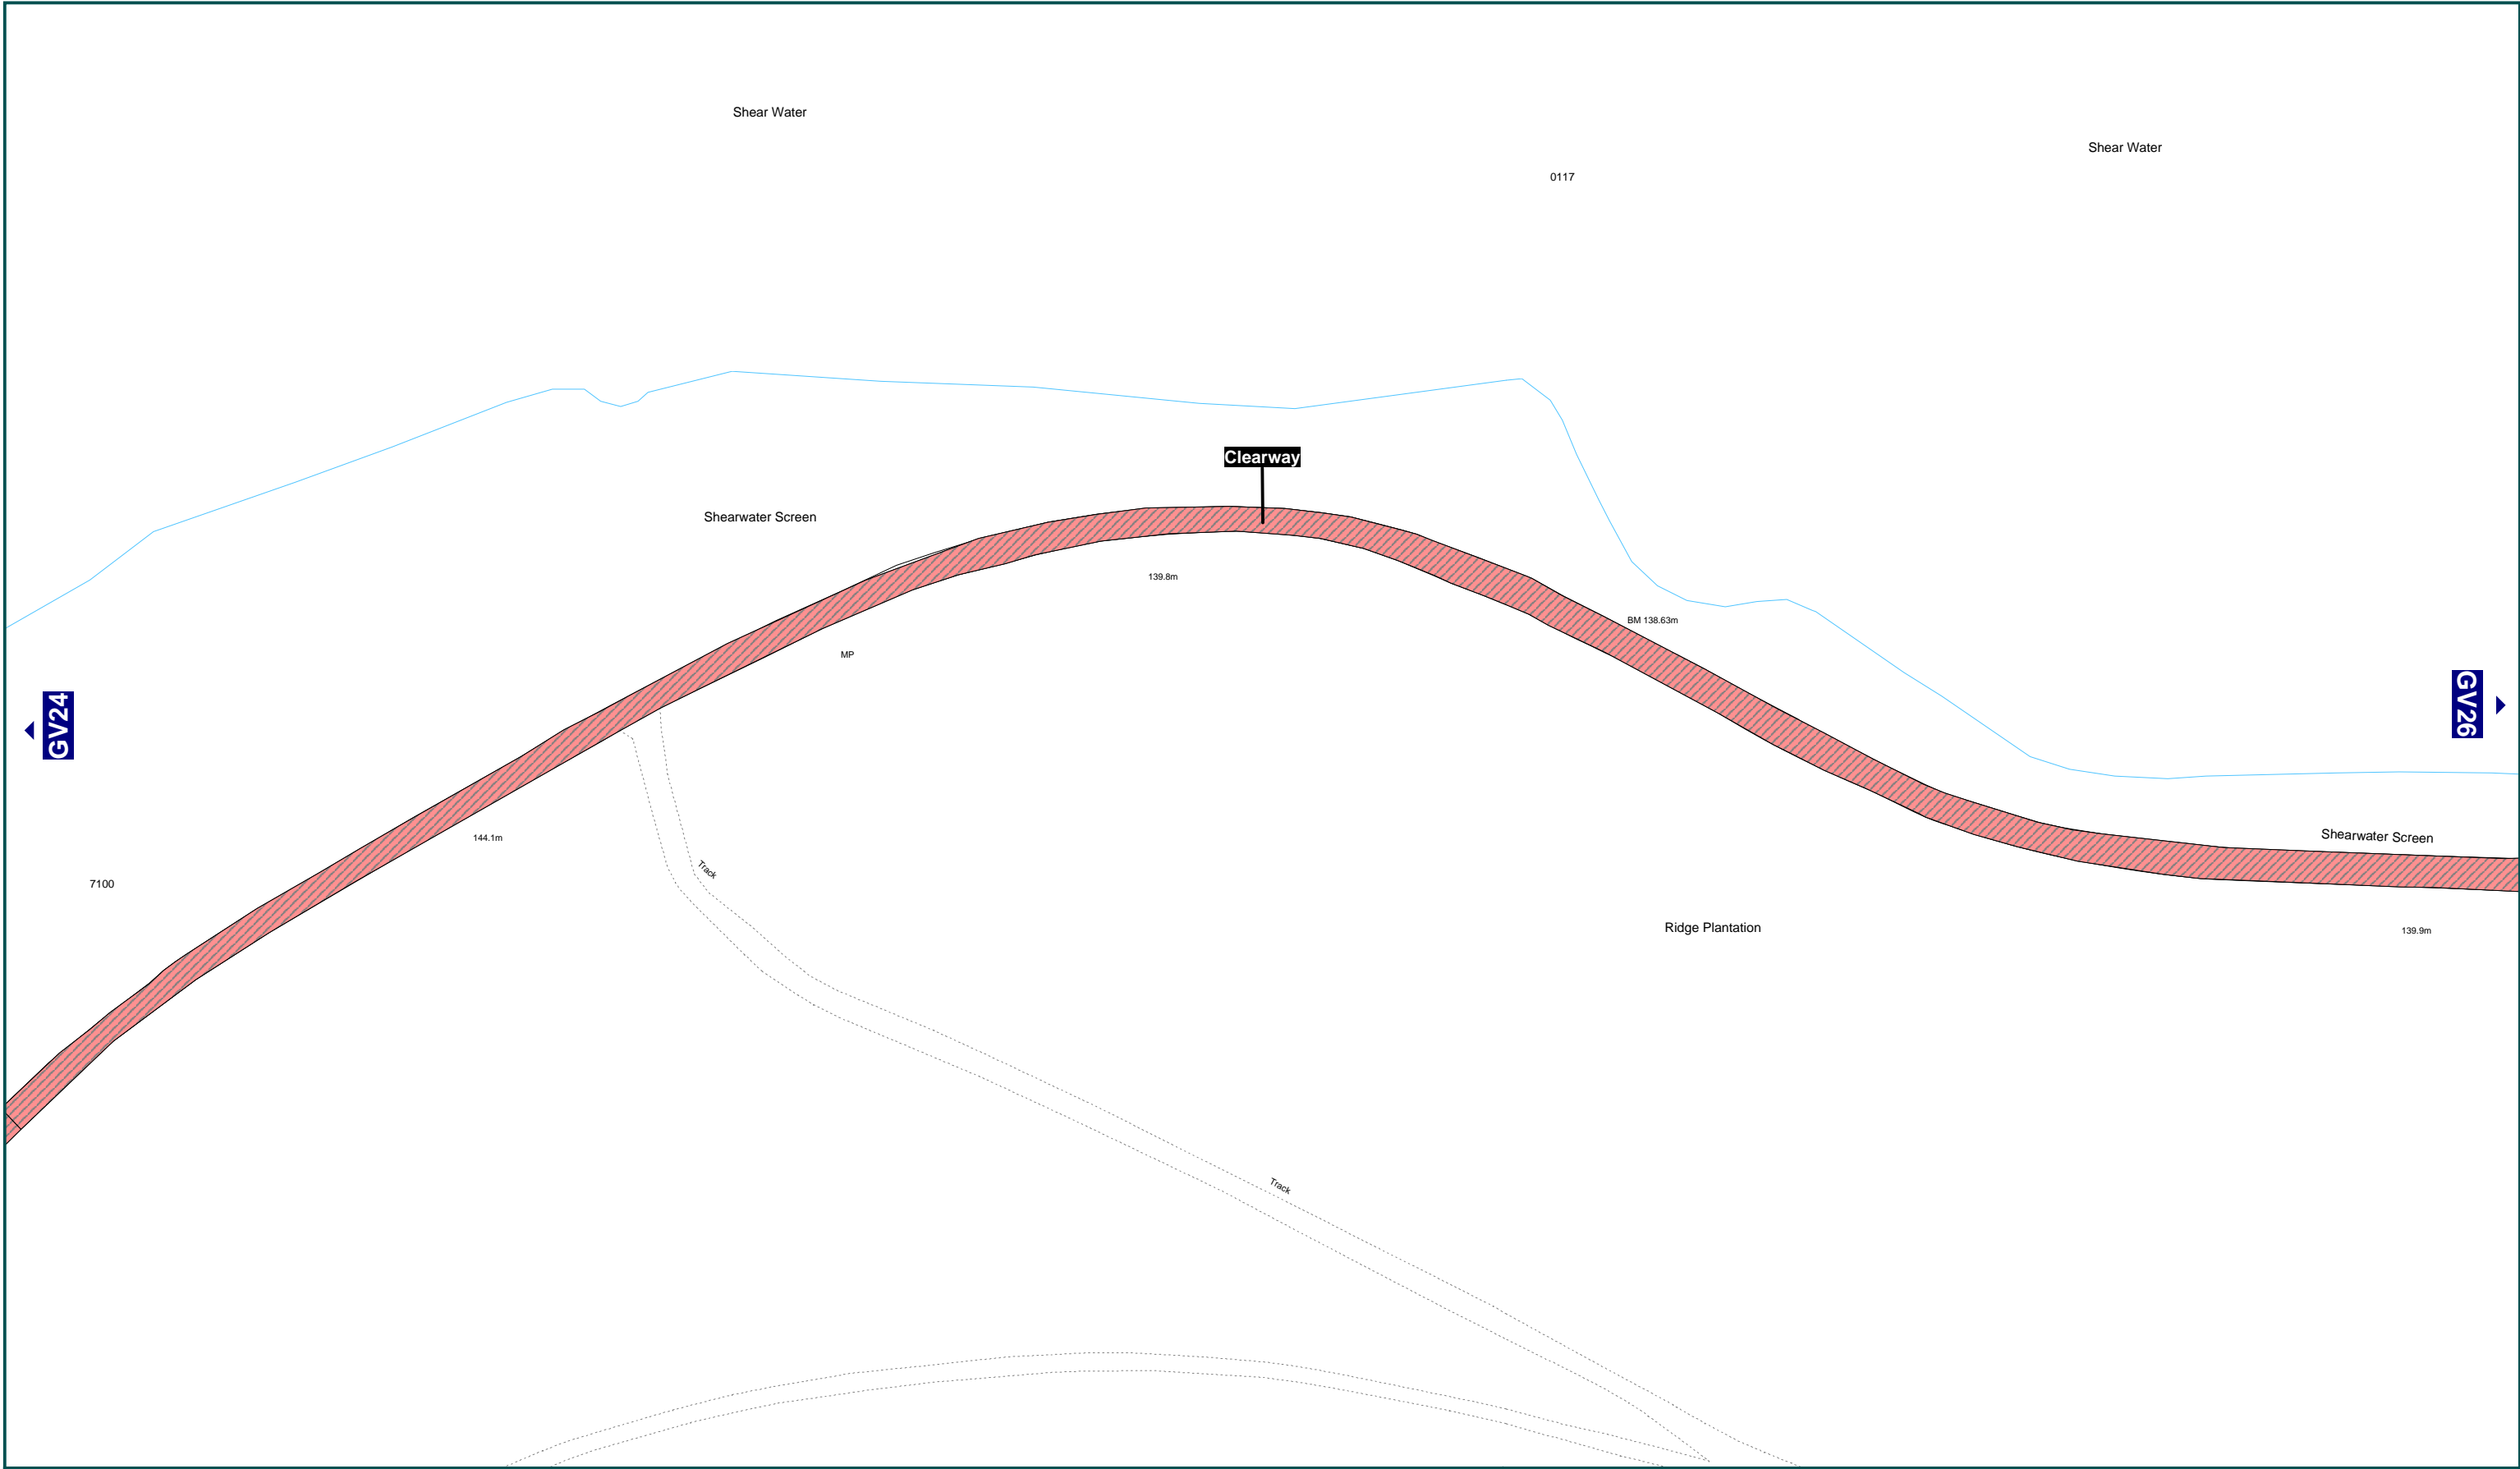 Shear Water
Shear Water
0117
Clearway
Shearwater Screen
139.8m
BM 138.63m
MP
GV24
GV26
144.1m
Shearwater Screen
Track
7100
Ridge Plantation
139.9m
Track